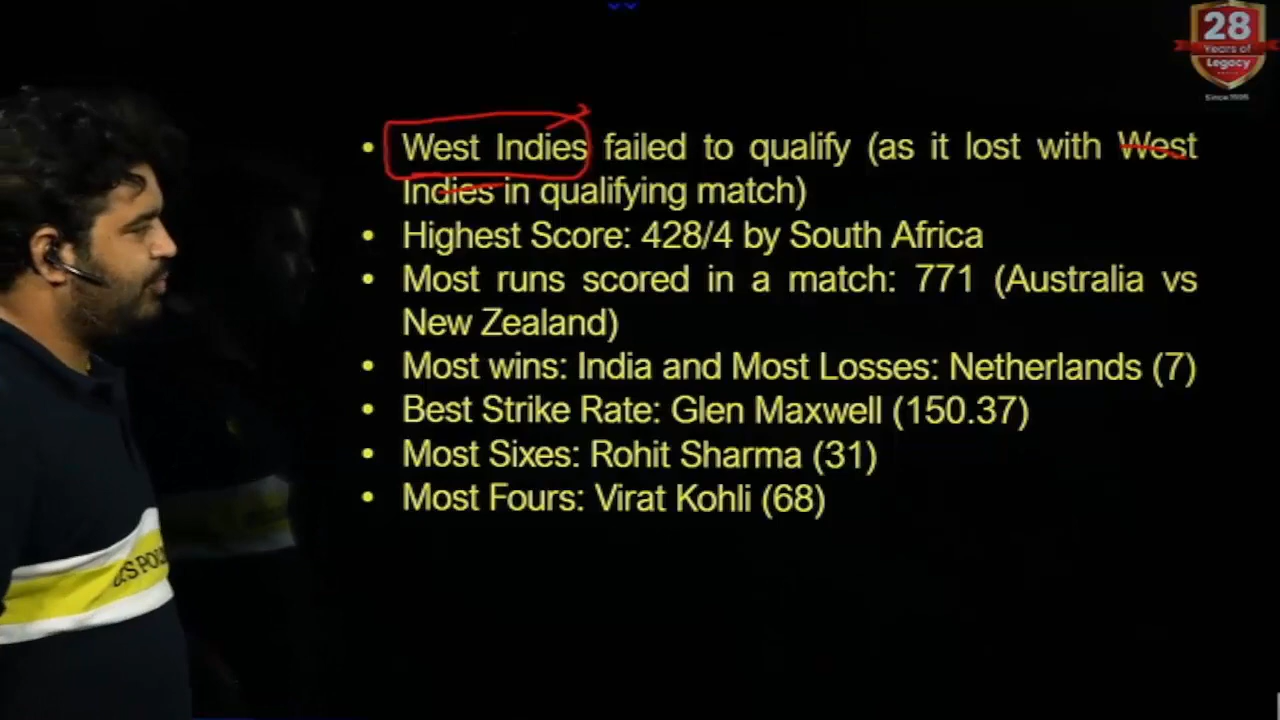 28
Years of
Legacy
Since 1996
• West Indies failed to qualify (as it lost with West
Indies in qualifying match)
• Highest Score: 428/4 by South Africa
• Most runs scored in a match: 771 (Australia vs
New Zealand)
• Most wins: India and Most Losses: Netherlands (7)
• Best Strike Rate: Glen Maxwell (150.37)
• Most Sixes: Rohit Sharma (31)
• Most Fours: Virat Kohli (68)